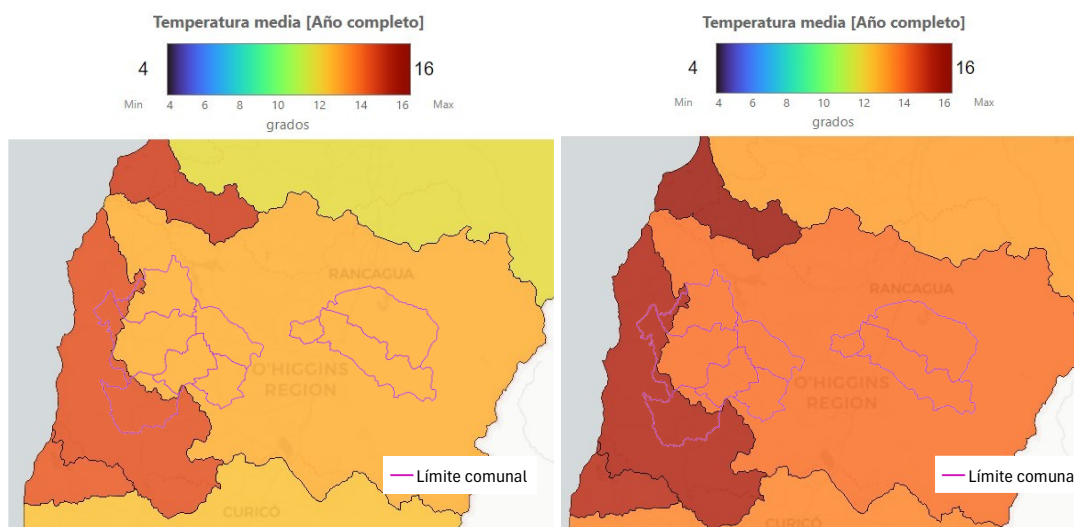 Temperatura media [Año completo]
4
16
Min
4 6 8 10 12 14 16
Max
grados
RANCAGUA
O'HIGGINS
REGION
CURICÓ
Límite comunal
Temperatura media [Año completo]
4
16
Min
4 6 8 10 12 14 16
Max
grados
RANCAGUA
O'HIGGINS
REGION
CURICÓ
Límite comuna